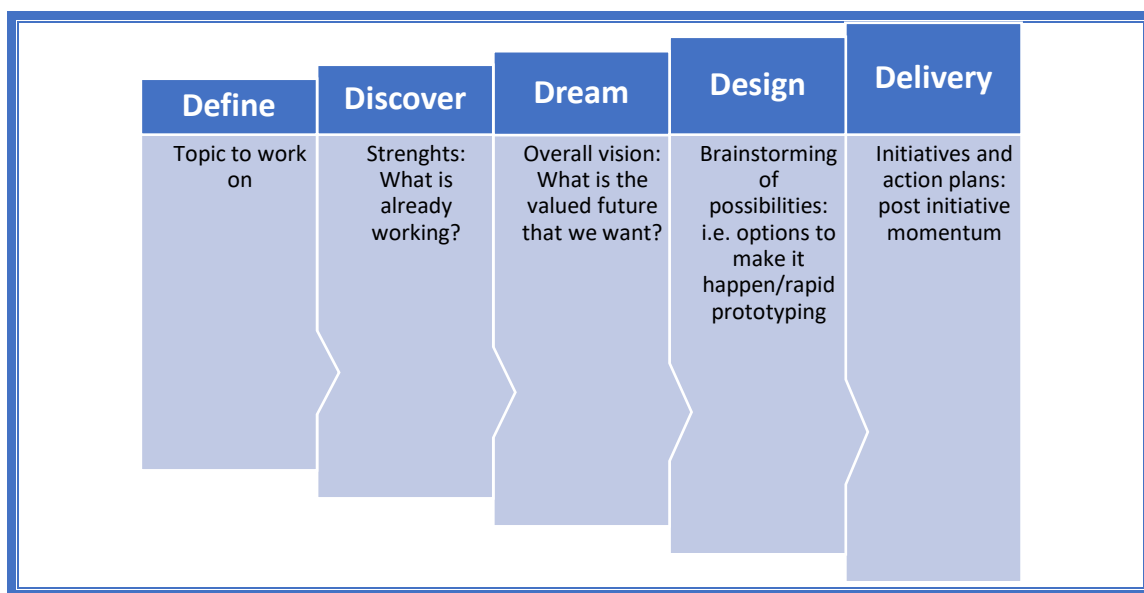 Define
Topic to work
on
Discover
Strenghts:
What is
already
working?
Dream
Overall vision:
What is the
valued future
that we want?
Design
Brainstorming
of
possibilities:
i.e. options to
make it
happen/rapid
prototyping
Delivery
Initiatives and
action plans:
post initiative
momentum